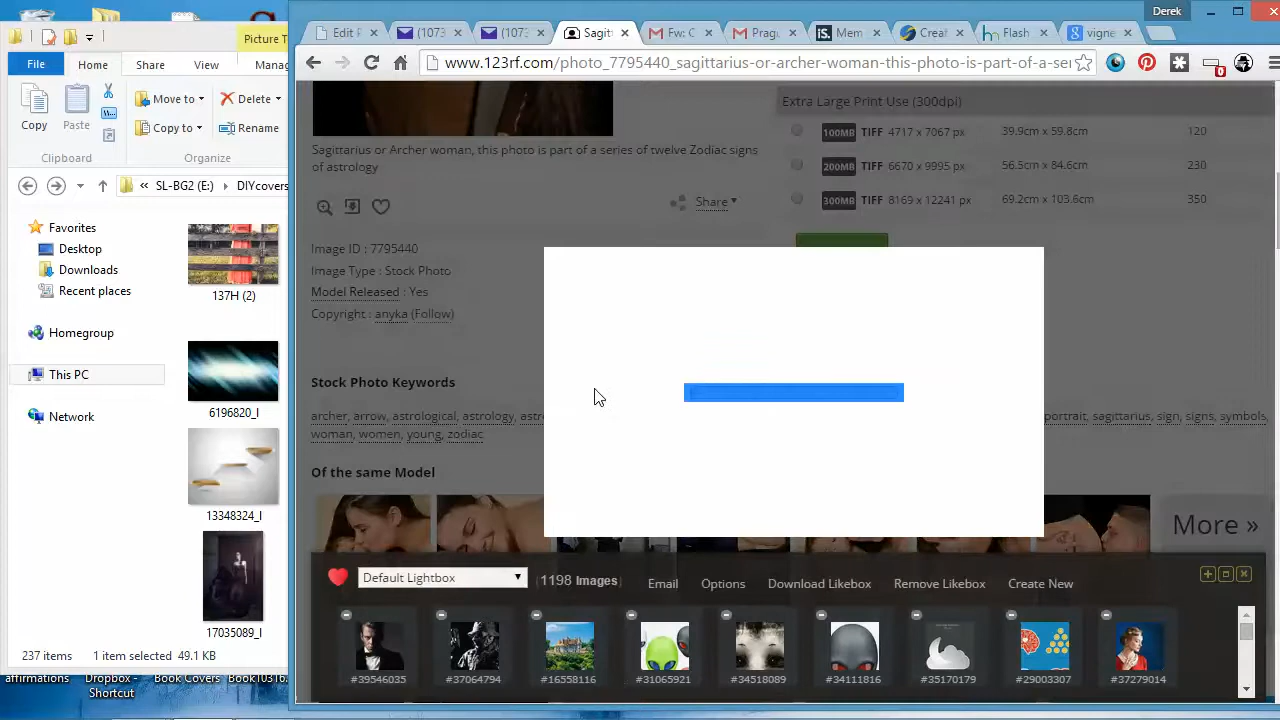 Derek
Picture T
Edit P
(1073
(1073
Sagitt
Fw: C
Prag
iS. Mem
Creat
Flash
vigne
File
Home
Share
View
Mana
www.123rf.com/photo_7795440_sagittarius-or-archer-woman-this-photo-is-part-of-a-se
0
Copy
Paste
Move to
Copy to
Delete
Rename
Clipboard
Organize
SL-BG2 (E:)
DIYcovers
Favorites
Desktop
Downloads
Recent places
Homegroup
This PC
Network
137H (2)
6196820_l
13348324_l
17035089_l
237 items
1 item selected 49.1 KB
affirmations
Dropbox - Shortcut
Book Covers
Book10316
Extra Large Print Use (300dpi)
100MB TIFF 4717 x 7067 px 39.9cm x 59.8cm 120
200MB TIFF 6670 x 9995 px 56.5cm x 84.6cm 230
300MB TIFF 8169 x 12241 px 69.2cm x 103.6cm 350
Sagittarius or Archer woman, this photo is part of a series of twelve Zodiac signs
of astrology
Share
Image ID : 7795440
Image Type : Stock Photo
Model Released : Yes
Copyright : anyka (Follow)
Stock Photo Keywords
archer, arrow, astrological, astrology, astr
portrait, sagittarius, sign, signs, symbols,
woman, women, young, zodiac
Of the same Model
More »
Default Lightbox
1198 Images
Email
Options
Download Likebox
Remove Likebox
Create New
#39546035
#37064794
#16558116
#31065921
#34518089
#34111816
#35170179
#29003307
#37279014